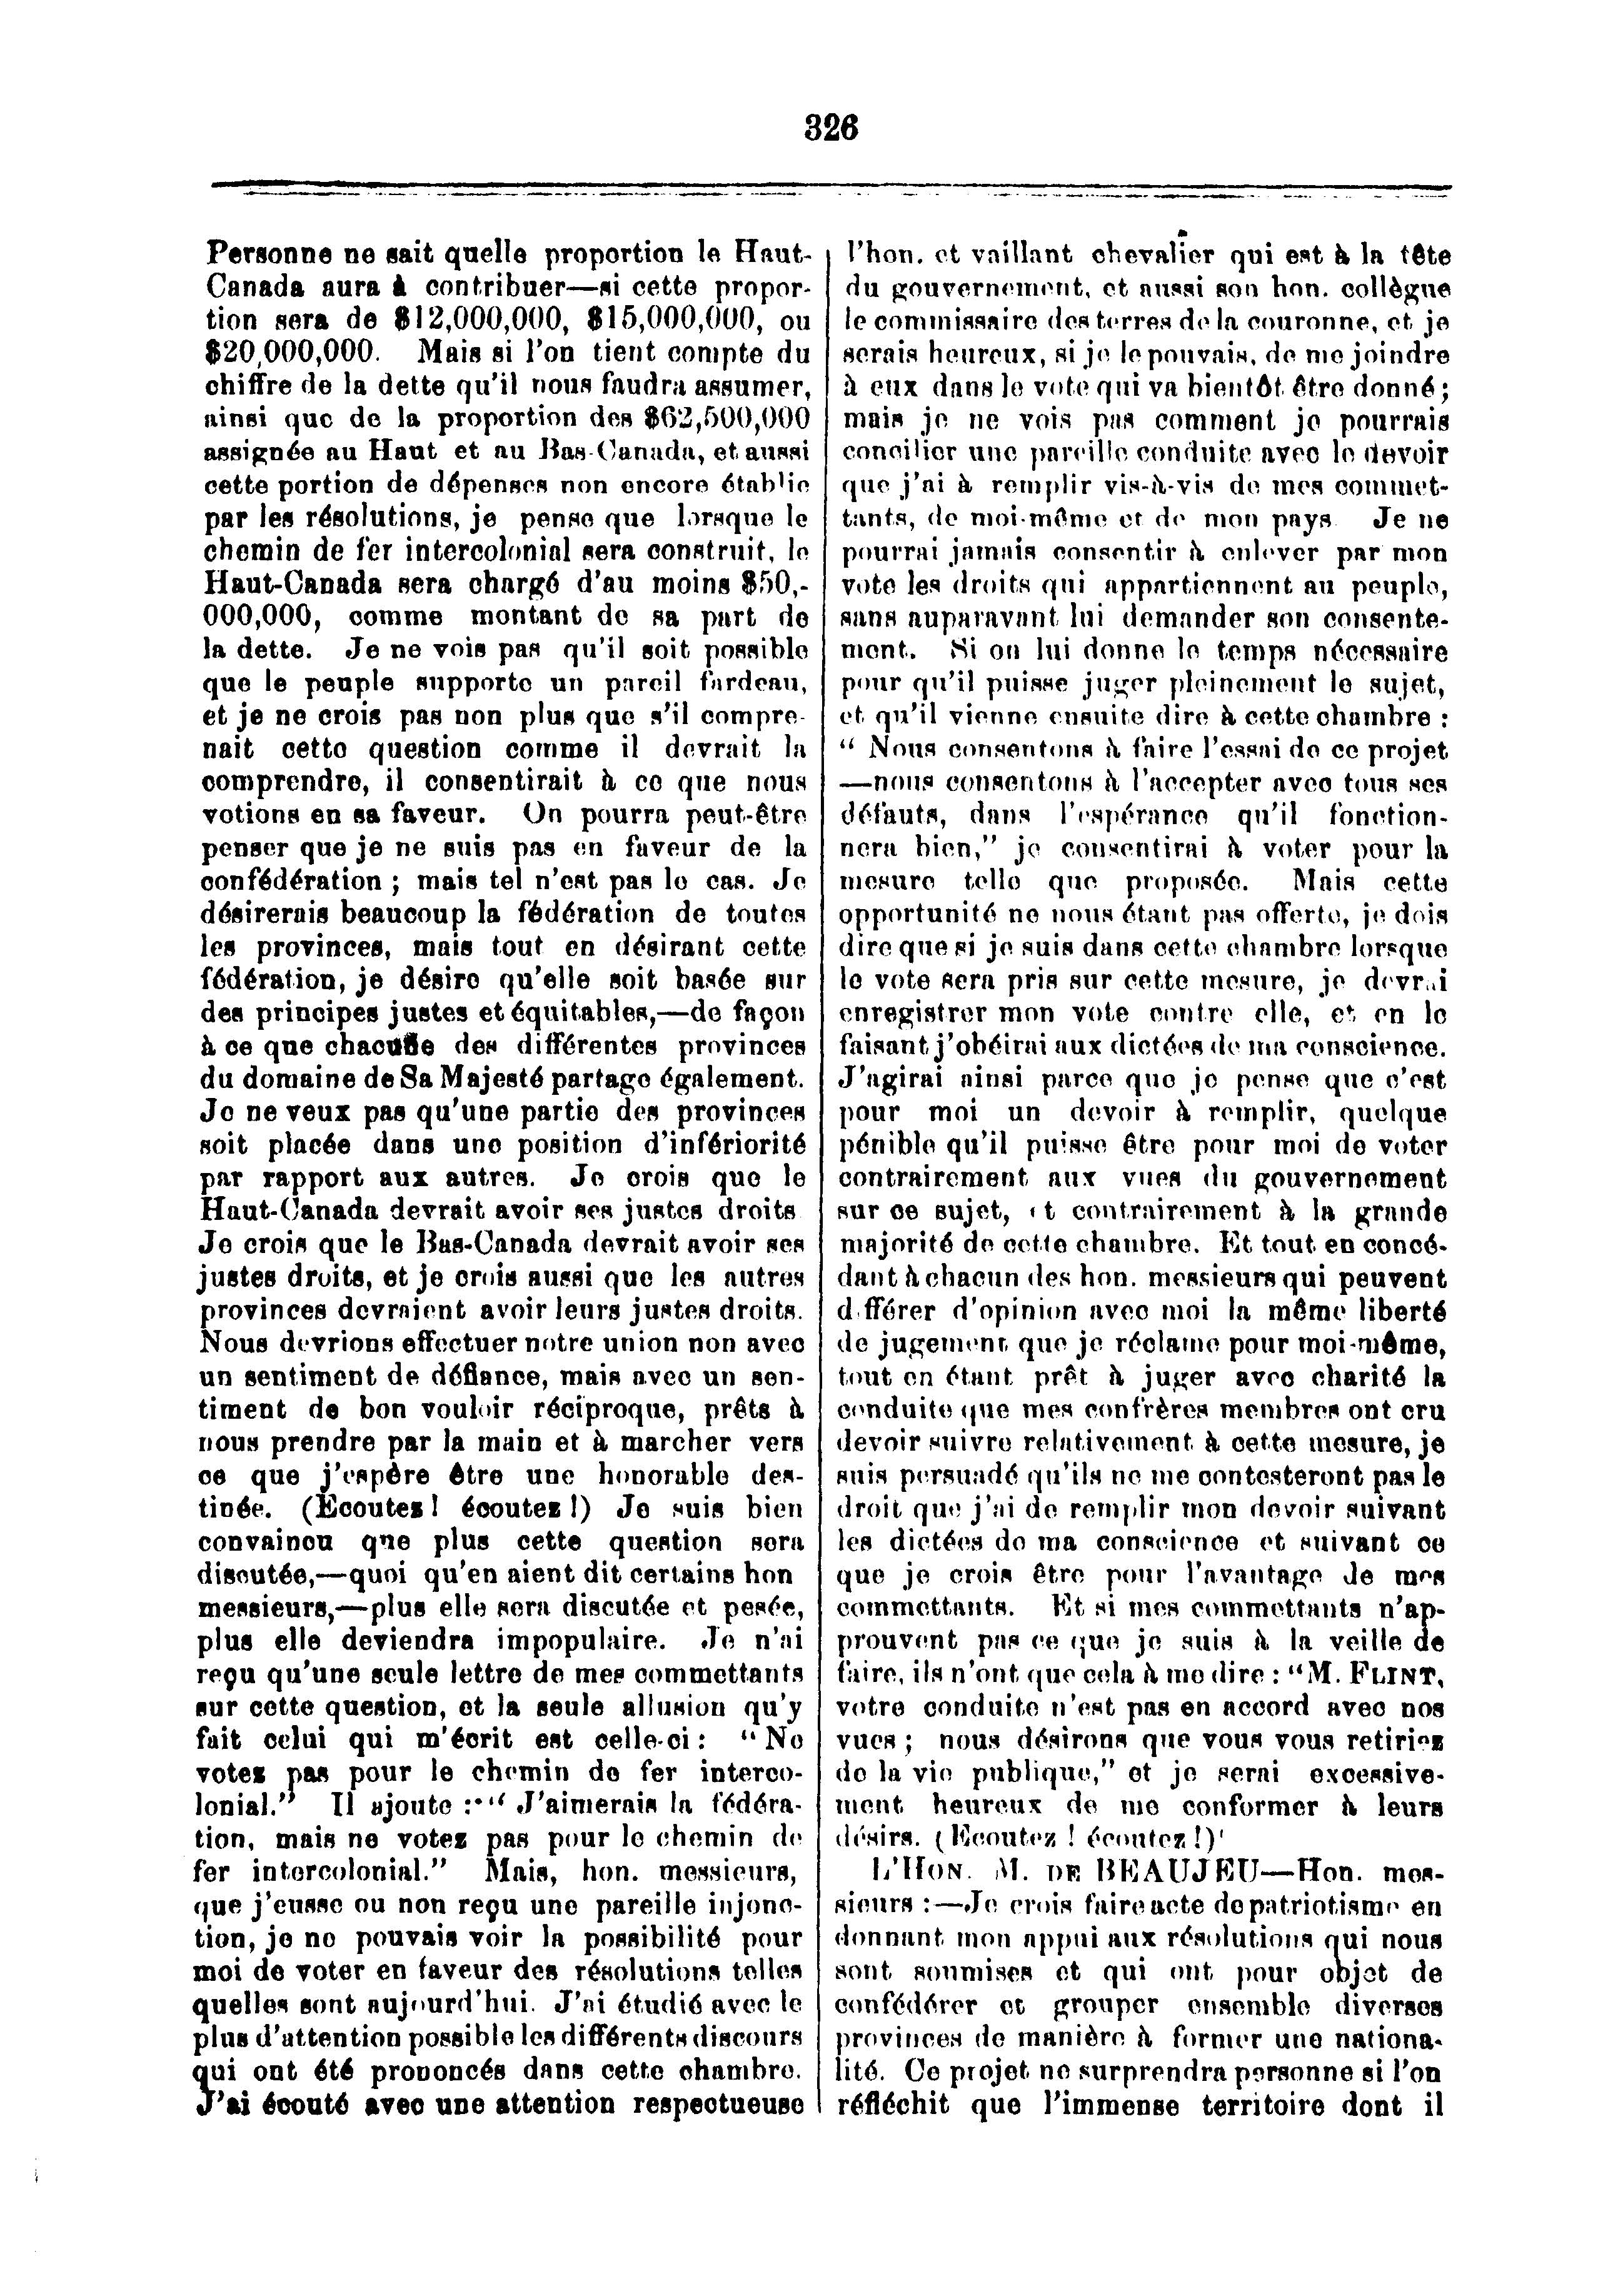 326
Personne ne sait quelle proportion le Haut-
Canada aura à contribuer—si cette propor-
tion sera de $12,000,000, $15,000,000, ou
$20,000,000. Mais si l'on tient compte du
chiffre de la dette qu'il nous faudra assumer,
ainsi que de la proportion des $62,500,000
assignée au Haut et au Bas-Canada, et aussi
cette portion de dépenses non encore établie
par les résolutions, je pense que lorsque le
chemin de fer intercolonial sera construit, le
Haut-Canada sera chargé d'au moins $50,-
000,000, comme montant de sa part de
la dette. Je ne vois pas qu'il soit possible
que le peuple supporte un pareil fardeau,
et je ne crois pas non plus que s'il compre-
nait cette question comme il devrait la
comprendre, il consentirait à ce que nous
votions en sa faveur. On pourra peut-être
penser que je ne suis pas en faveur de la
confédération ; mais tel n'est pas le cas. Je
désirerais beaucoup la fédération de toutes
les provinces, mais tout en désirant cette
fédération, je désire qu'elle soit basée sur
des principes justes et équitables,—de façon
à ce que chacune des différentes provinces
du domaine de Sa Majesté partage également.
Je ne veux pas qu'une partie des provinces
soit placée dans une position d'infériorité
par rapport aux autres. Je crois que le
Haut-Canada devrait avoir ses justes droits
Je crois que le Bas-Canada devrait avoir ses
justes droits, et je crois aussi que les autres
provinces devraient avoir leurs justes droits.
Nous devrions effectuer notre union non avec
un sentiment de défiance, mais avec un sen-
timent de bon vouloir réciproque, prêts à
nous prendre par la main et à marcher vers
ce que j'espère être une honorable des-
tinée. (Ecoutez ! écoutez !) Je suis bien
convaincu que plus cette question sera
discutée,—quoi qu'en aient dit certains hon
messieurs,—plus elle sera discutée et pesée,
plus elle deviendra impopulaire. Je n'ai
reçu qu'une seule lettre de mes commettants
sur cette question, et la seule allusion qu'y
fait celui qui m'écrit est celle-ci : “ Ne
votez pas pour le chemin de fer interco-
lonial.” Il ajoute : “ J'aimerais la fédéra-
tion, mais ne votez pas pour le chemin de
fer intercolonial.” Mais, hon. messieurs,
que j'eusse ou non reçu une pareille injonc-
tion, je ne pouvais voir la possibilité pour
moi de voter en faveur des résolutions telles
quelles sont aujourd'hui. J'ai étudié avec le
plus d'attention possible les différents discours
qui ont été prononcés dans cette chambre.
J'ai écouté avec une attention respectueuse
l'hon. et vaillant chevalier qui est à la tête
du gouvernement, et aussi son hon. collègue
le commissaire des terres de la couronne, et je
serais heureux, si je le pouvais, de me joindre
à eux dans le vote qui va bientôt être donné ;
mais je ne vois pas comment je pourrais
concilier une pareille conduite avec le devoir
que j'ai à remplir vis-à-vis de mes commet-
tants, de moi-même et de mon pays Je ne
pourrai jamais consentir à enlever par mon
vote les droits qui appartiennent au peuple,
sans auparavant lui demander son consente-
ment. Si on lui donne le temps nécessaire
pour qu'il puisse juger pleinement le sujet,
et qu'il vienne ensuite dire à cette chambre :
“ Nous consentons à faire l'essai de ce projet
—nous consentons à l'accepter avec tous ses
défauts, dans l'espérance qu'il fonction-
nera bien,” je consentirai à voter pour la
mesure telle que proposée. Mais cette
opportunité ne nous étant pas offerte, je dois
dire que si je suis dans cette chambre lorsque
le vote sera pris sur cette mesure, je devrai
enregistrer mon vote contre elle, et en le
faisant j'obéirai aux dictées de ma conscience.
J'agirai ainsi parce que je pense que c'est
pour moi un devoir à remplir, quelque
pénible qu'il puisse être pour moi de voter
contrairement aux vues du gouvernement
sur ce sujet, et contrairement à la grande
majorité de cette chambre. Et tout en concé-
dant à chacun des hon. messieurs qui peuvent
différer d'opinion avec moi la même liberté
de jugement que je réclame pour moi-même,
tout en étant prêt à juger avec charité la
conduite que mes confrères membres ont cru
devoir suivre relativement à cette mesure, je
suis persuadé qu'ils ne me contesteront pas le
droit que j'ai de remplir mon devoir suivant
les dictées de ma conscience et suivant ce
que je crois être pour l'avantage de mes
commettants. Et si mes commettants n'ap-
prouvent pas ce que je suis à la veille de
faire, ils n'ont que cela à me dire : “M. FLINT,
votre conduite n'est pas en accord avec nos
vues ; nous désirons que vous vous retiriez
de la vie publique,” et je serai excessive-
ment heureux de me conformer à leurs
désirs. (Ecoutez ! écoutez !)
L'HON. M. DE BEAUJEU—Hon. mes-
sieurs :—Je crois faire acte de patriotisme en
donnant mon appui aux résolutions qui nous
sont soumises et qui ont pour objet de
confédérer et grouper ensemble diverses
provinces de manière à former une nationa-
lité. Ce projet ne surprendra personne si l'on
réfléchit que l'immense territoire dont il